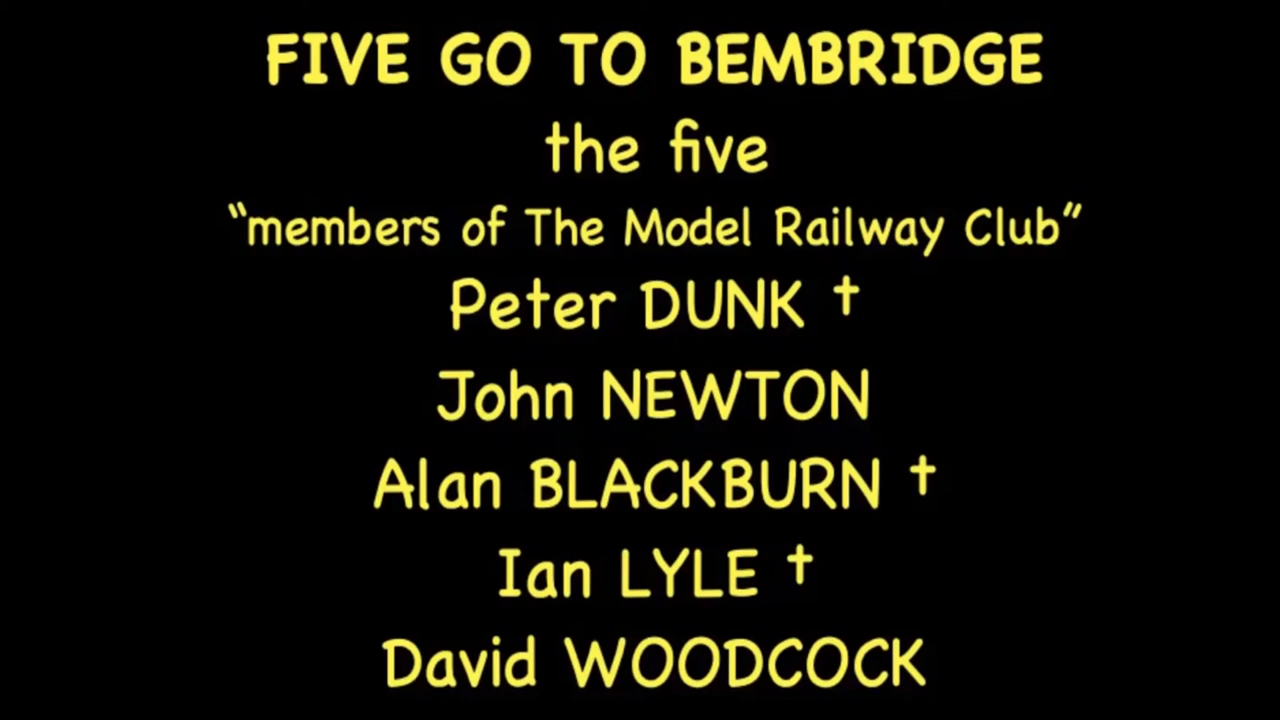 FIVE GO TO BEMBRIDGE
the five
“members of The Model Railway Club”
Peter DUNK †
John NEWTON
Alan BLACKBURN †
Ian LYLE †
David WOODCOCK